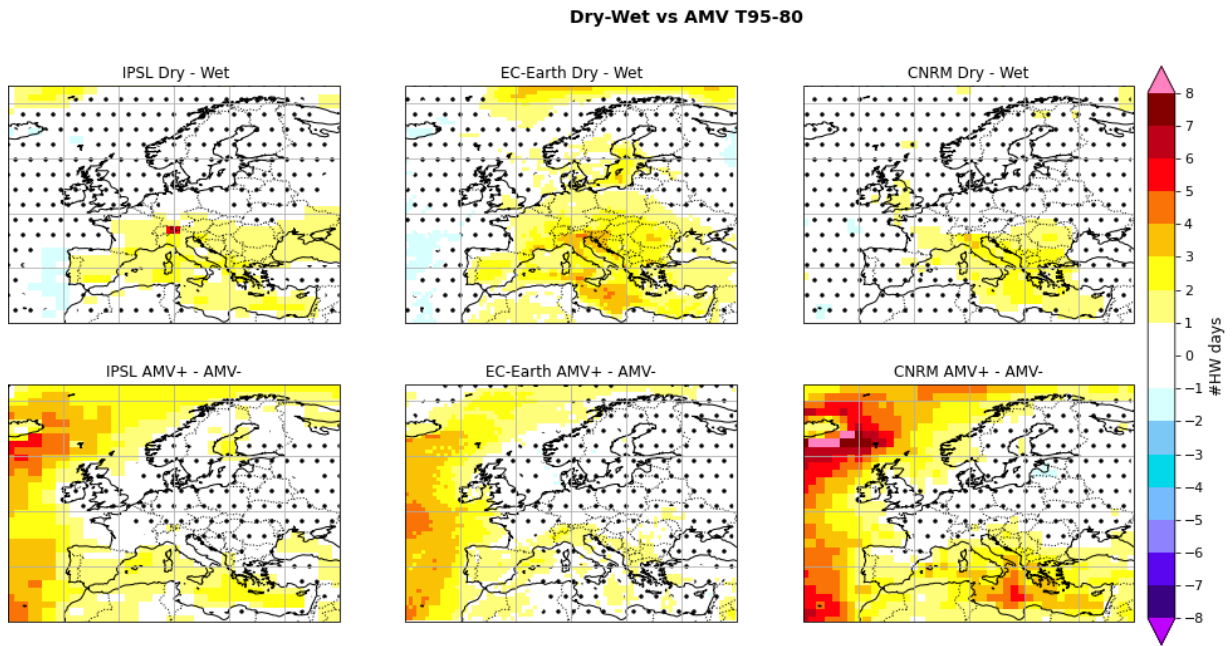 Dry-Wet vs AMV T95-80
IPSL Dry - Wet
EC-Earth Dry - Wet
CNRM Dry - Wet
IPSL AMV+ - AMV-
EC-Earth AMV+ - AMV-
CNRM AMV+ - AMV-
8
7
6
5
4
3
2
1
0
−1
−2
−3
−4
−5
−6
−7
−8
#HW days